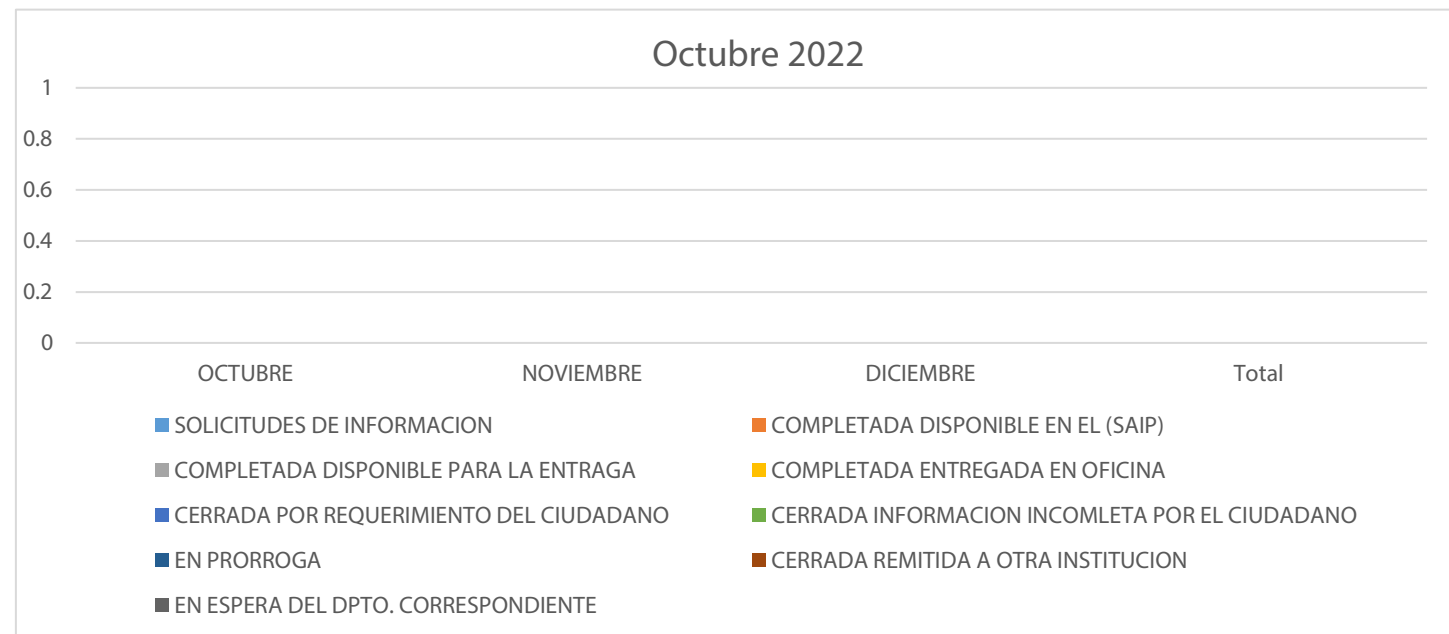 Octubre 2022
1
0.8
0.6
0.4
0.2
0
OCTUBRE NOVIEMBRE DICIEMBRE Total
SOLICITUDES DE INFORMACION COMPLETADA DISPONIBLE EN EL (SAIP)
COMPLETADA DISPONIBLE PARA LA ENTRAGA COMPLETADA ENTREGADA EN OFICINA
CERRADA POR REQUERIMIENTO DEL CIUDADANO CERRADA INFORMACION INCOMLETA POR EL CIUDADANO
EN PRORROGA CERRADA REMITIDA A OTRA INSTITUCION
EN ESPERA DEL DPTO. CORRESPONDIENTE